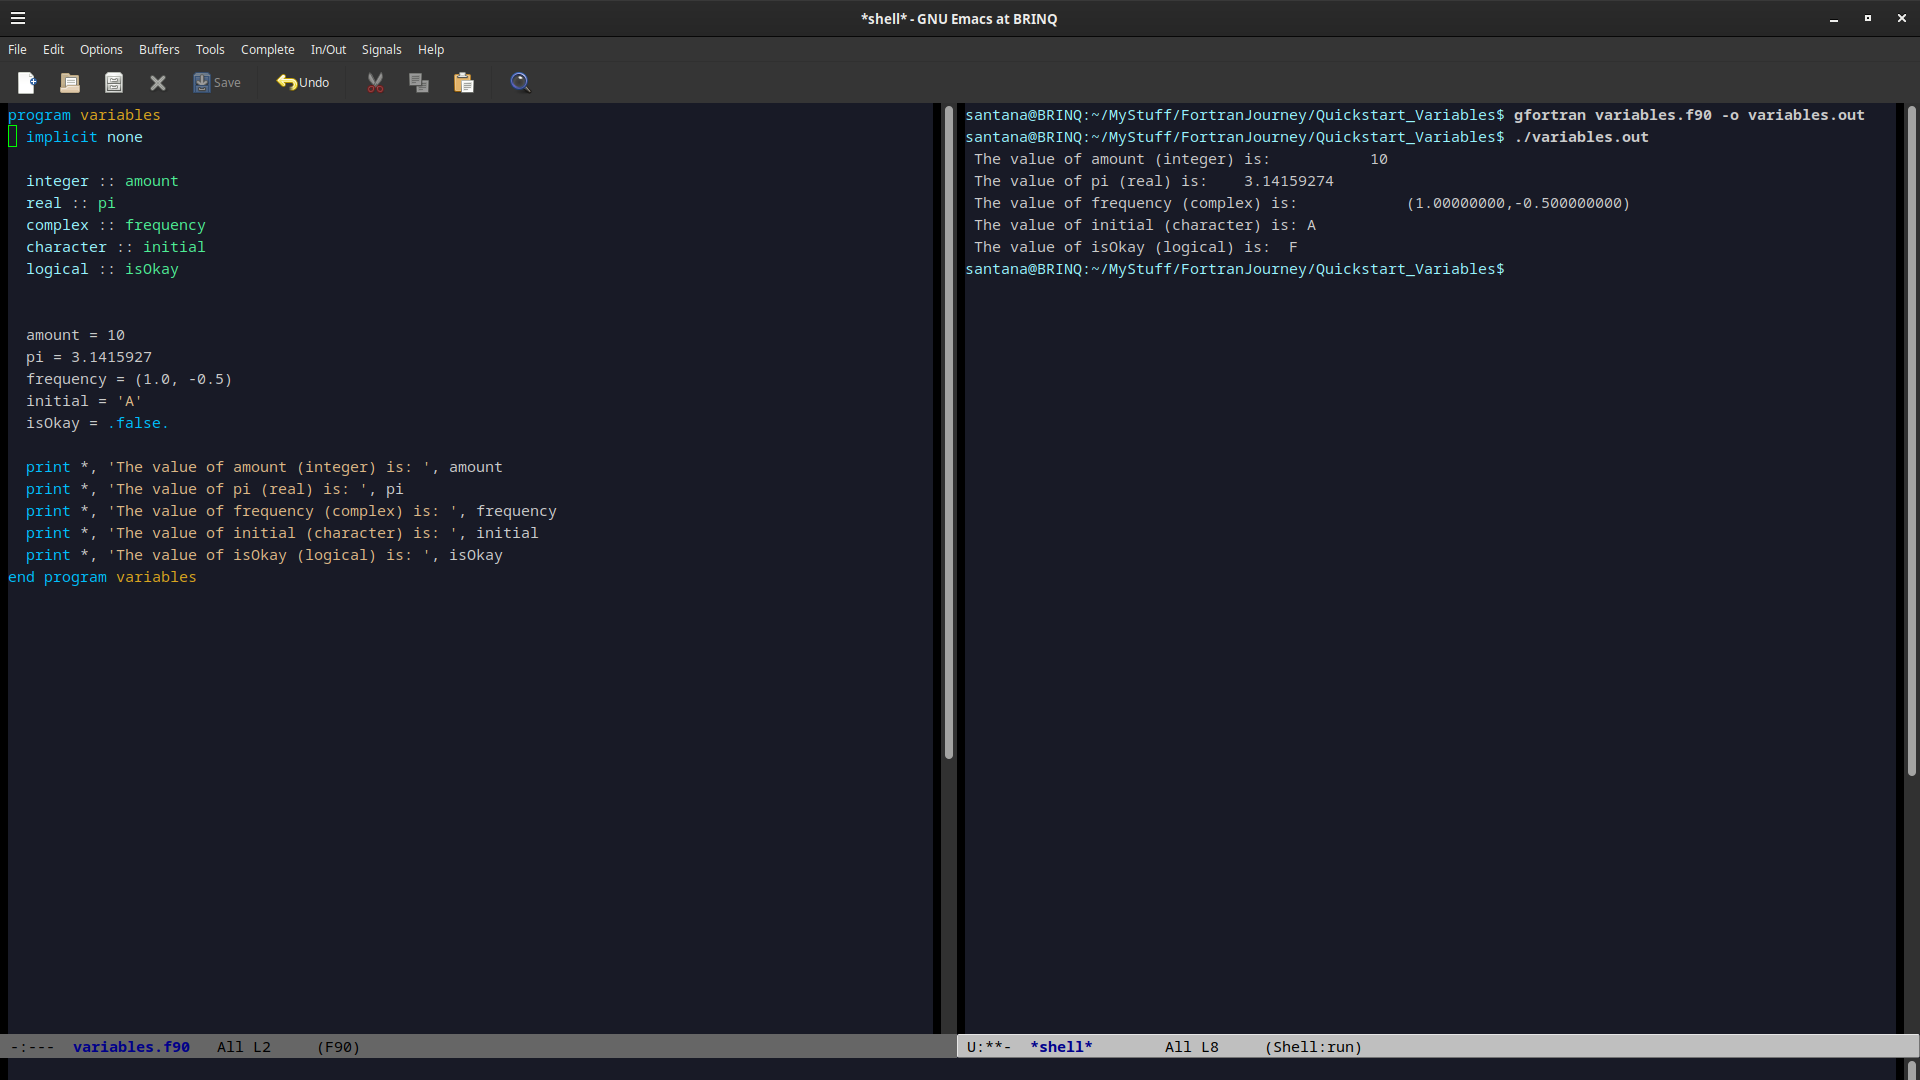 *shell* - GNU Emacs at BRINQ
File Edit Options Buffers Tools Complete In/Out Signals Help
Save Undo
program variables
  implicit none

  integer :: amount
  real :: pi
  complex :: frequency
  character :: initial
  logical :: isOkay


  amount = 10
  pi = 3.1415927
  frequency = (1.0, -0.5)
  initial = 'A'
  isOkay = .false.

  print *, 'The value of amount (integer) is: ', amount
  print *, 'The value of pi (real) is: ', pi
  print *, 'The value of frequency (complex) is: ', frequency
  print *, 'The value of initial (character) is: ', initial
  print *, 'The value of isOkay (logical) is: ', isOkay
end program variables
-:--- variables.f90 All L2 (F90)
santana@BRINQ:~/MyStuff/FortranJourney/Quickstart_Variables$ gfortran variables.f90 -o variables.out
santana@BRINQ:~/MyStuff/FortranJourney/Quickstart_Variables$ ./variables.out
 The value of amount (integer) is:           10
 The value of pi (real) is:    3.14159274
 The value of frequency (complex) is:            (1.00000000,-0.500000000)
 The value of initial (character) is: A
 The value of isOkay (logical) is:  F
santana@BRINQ:~/MyStuff/FortranJourney/Quickstart_Variables$
U:**- *shell* All L8 (Shell:run)